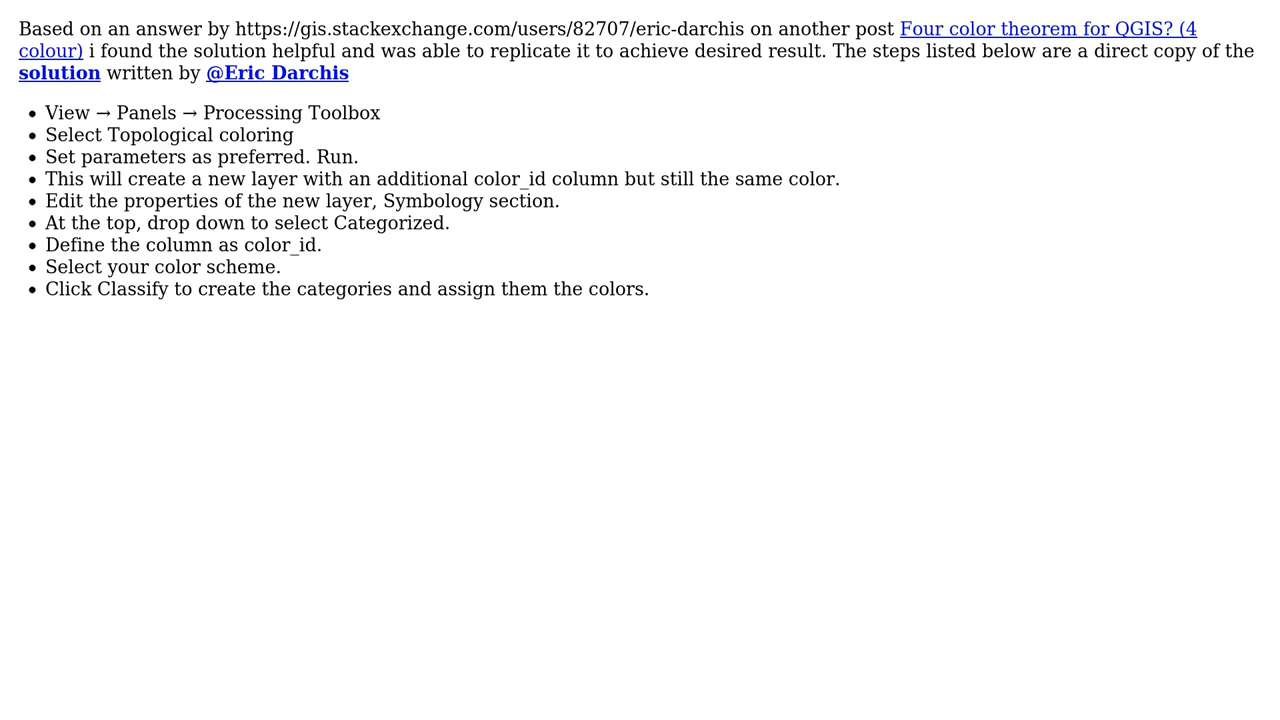 Based on an answer by https://gis.stackexchange.com/users/82707/eric-darchis on another post Four color theorem for QGIS? (4
colour) i found the solution helpful and was able to replicate it to achieve desired result. The steps listed below are a direct copy of the
solution written by @Eric Darchis
• View → Panels → Processing Toolbox
• Select Topological coloring
• Set parameters as preferred. Run.
• This will create a new layer with an additional color_id column but still the same color.
• Edit the properties of the new layer, Symbology section.
• At the top, drop down to select Categorized.
• Define the column as color_id.
• Select your color scheme.
• Click Classify to create the categories and assign them the colors.